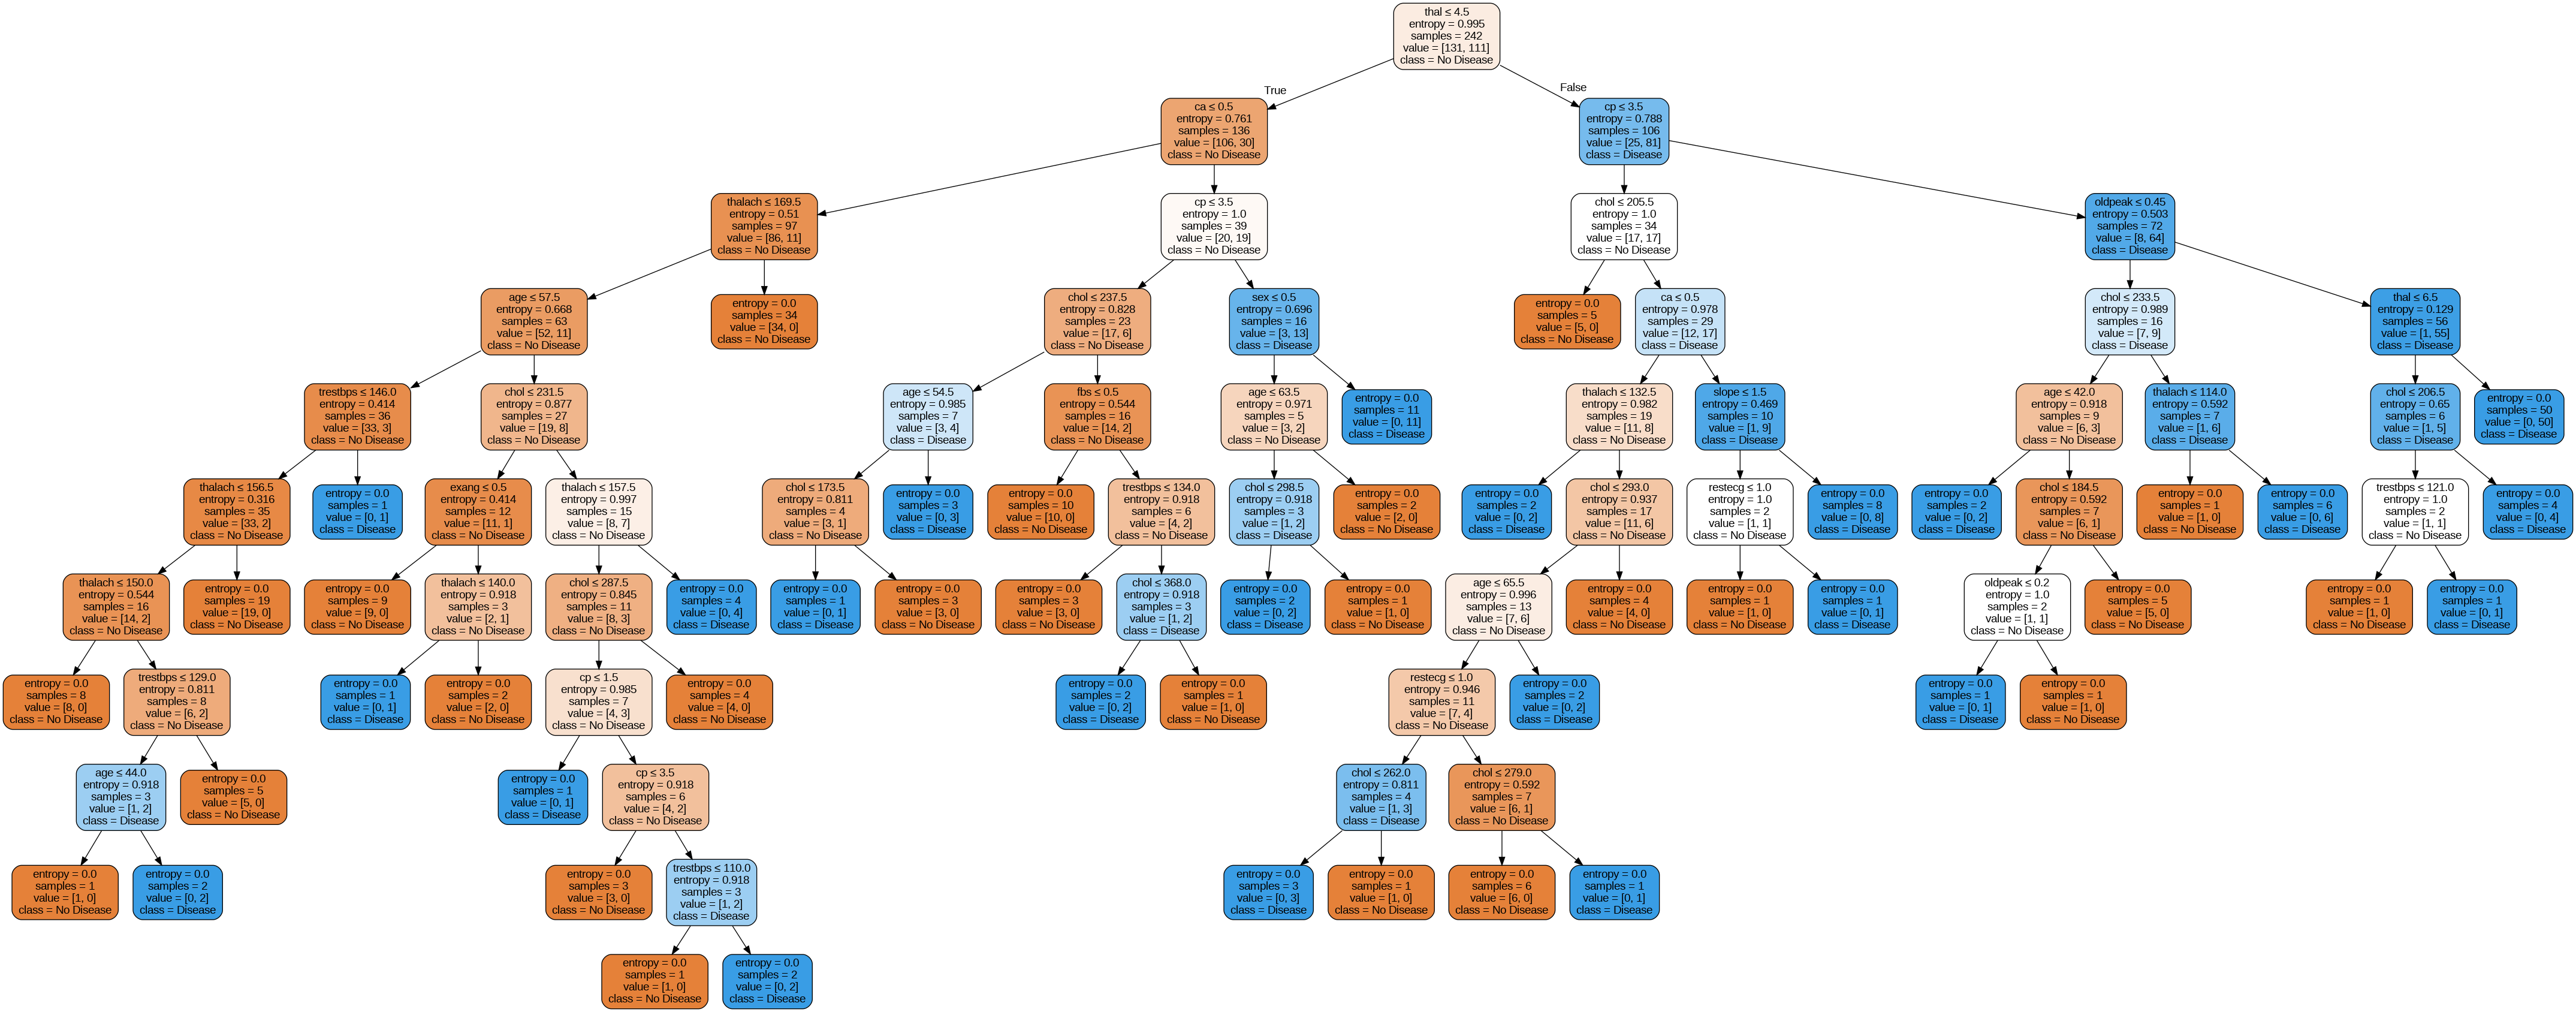 thal ≤ 4.5
entropy = 0.995
samples = 242
value = [131, 111]
class = No Disease
True
False
ca ≤ 0.5
entropy = 0.761
samples = 136
value = [106, 30]
class = No Disease
cp ≤ 3.5
entropy = 0.788
samples = 106
value = [25, 81]
class = Disease
thalach ≤ 169.5
entropy = 0.51
samples = 97
value = [86, 11]
class = No Disease
cp ≤ 3.5
entropy = 1.0
samples = 39
value = [20, 19]
class = No Disease
chol ≤ 205.5
entropy = 1.0
samples = 34
value = [17, 17]
class = No Disease
oldpeak ≤ 0.45
entropy = 0.503
samples = 72
value = [8, 64]
class = Disease
age ≤ 57.5
entropy = 0.668
samples = 63
value = [52, 11]
class = No Disease
entropy = 0.0
samples = 34
value = [34, 0]
class = No Disease
chol ≤ 237.5
entropy = 0.828
samples = 23
value = [17, 6]
class = No Disease
sex ≤ 0.5
entropy = 0.696
samples = 16
value = [3, 13]
class = Disease
entropy = 0.0
samples = 5
value = [5, 0]
class = No Disease
ca ≤ 0.5
entropy = 0.978
samples = 29
value = [12, 17]
class = Disease
chol ≤ 233.5
entropy = 0.989
samples = 16
value = [7, 9]
class = Disease
thal ≤ 6.5
entropy = 0.129
samples = 56
value = [1, 55]
class = Disease
trestbps ≤ 146.0
entropy = 0.414
samples = 36
value = [33, 3]
class = No Disease
chol ≤ 231.5
entropy = 0.877
samples = 27
value = [19, 8]
class = No Disease
age ≤ 54.5
entropy = 0.985
samples = 7
value = [3, 4]
class = Disease
fbs ≤ 0.5
entropy = 0.544
samples = 16
value = [14, 2]
class = No Disease
age ≤ 63.5
entropy = 0.971
samples = 5
value = [3, 2]
class = No Disease
entropy = 0.0
samples = 11
value = [0, 11]
class = Disease
thalach ≤ 132.5
entropy = 0.982
samples = 19
value = [11, 8]
class = No Disease
slope ≤ 1.5
entropy = 0.469
samples = 10
value = [1, 9]
class = Disease
age ≤ 42.0
entropy = 0.918
samples = 9
value = [6, 3]
class = No Disease
thalach ≤ 114.0
entropy = 0.592
samples = 7
value = [1, 6]
class = Disease
chol ≤ 206.5
entropy = 0.65
samples = 6
value = [1, 5]
class = Disease
entropy = 0.0
samples = 50
value = [0, 50]
class = Disease
thalach ≤ 156.5
entropy = 0.316
samples = 35
value = [33, 2]
class = No Disease
entropy = 0.0
samples = 1
value = [0, 1]
class = Disease
exang ≤ 0.5
entropy = 0.414
samples = 12
value = [11, 1]
class = No Disease
thalach ≤ 157.5
entropy = 0.997
samples = 15
value = [8, 7]
class = No Disease
chol ≤ 173.5
entropy = 0.811
samples = 4
value = [3, 1]
class = No Disease
entropy = 0.0
samples = 3
value = [0, 3]
class = Disease
entropy = 0.0
samples = 10
value = [10, 0]
class = No Disease
trestbps ≤ 134.0
entropy = 0.918
samples = 6
value = [4, 2]
class = No Disease
chol ≤ 298.5
entropy = 0.918
samples = 3
value = [1, 2]
class = Disease
entropy = 0.0
samples = 2
value = [2, 0]
class = No Disease
entropy = 0.0
samples = 2
value = [0, 2]
class = Disease
chol ≤ 293.0
entropy = 0.937
samples = 17
value = [11, 6]
class = No Disease
restecg ≤ 1.0
entropy = 1.0
samples = 2
value = [1, 1]
class = No Disease
entropy = 0.0
samples = 8
value = [0, 8]
class = Disease
entropy = 0.0
samples = 2
value = [0, 2]
class = Disease
chol ≤ 184.5
entropy = 0.592
samples = 7
value = [6, 1]
class = No Disease
entropy = 0.0
samples = 1
value = [1, 0]
class = No Disease
entropy = 0.0
samples = 6
value = [0, 6]
class = Disease
trestbps ≤ 121.0
entropy = 1.0
samples = 2
value = [1, 1]
class = No Disease
entropy = 0.0
samples = 4
value = [0, 4]
class = Disease
thalach ≤ 150.0
entropy = 0.544
samples = 16
value = [14, 2]
class = No Disease
entropy = 0.0
samples = 19
value = [19, 0]
class = No Disease
entropy = 0.0
samples = 9
value = [9, 0]
class = No Disease
thalach ≤ 140.0
entropy = 0.918
samples = 3
value = [2, 1]
class = No Disease
chol ≤ 287.5
entropy = 0.845
samples = 11
value = [8, 3]
class = No Disease
entropy = 0.0
samples = 4
value = [0, 4]
class = Disease
entropy = 0.0
samples = 1
value = [0, 1]
class = Disease
entropy = 0.0
samples = 3
value = [3, 0]
class = No Disease
entropy = 0.0
samples = 3
value = [3, 0]
class = No Disease
chol ≤ 368.0
entropy = 0.918
samples = 3
value = [1, 2]
class = Disease
entropy = 0.0
samples = 2
value = [0, 2]
class = Disease
entropy = 0.0
samples = 1
value = [1, 0]
class = No Disease
age ≤ 65.5
entropy = 0.996
samples = 13
value = [7, 6]
class = No Disease
entropy = 0.0
samples = 4
value = [4, 0]
class = No Disease
entropy = 0.0
samples = 1
value = [1, 0]
class = No Disease
entropy = 0.0
samples = 1
value = [0, 1]
class = Disease
oldpeak ≤ 0.2
entropy = 1.0
samples = 2
value = [1, 1]
class = No Disease
entropy = 0.0
samples = 5
value = [5, 0]
class = No Disease
entropy = 0.0
samples = 1
value = [1, 0]
class = No Disease
entropy = 0.0
samples = 1
value = [0, 1]
class = Disease
entropy = 0.0
samples = 8
value = [8, 0]
class = No Disease
trestbps ≤ 129.0
entropy = 0.811
samples = 8
value = [6, 2]
class = No Disease
entropy = 0.0
samples = 1
value = [0, 1]
class = Disease
entropy = 0.0
samples = 2
value = [2, 0]
class = No Disease
cp ≤ 1.5
entropy = 0.985
samples = 7
value = [4, 3]
class = No Disease
entropy = 0.0
samples = 4
value = [4, 0]
class = No Disease
entropy = 0.0
samples = 2
value = [0, 2]
class = Disease
entropy = 0.0
samples = 1
value = [1, 0]
class = No Disease
restecg ≤ 1.0
entropy = 0.946
samples = 11
value = [7, 4]
class = No Disease
entropy = 0.0
samples = 2
value = [0, 2]
class = Disease
entropy = 0.0
samples = 1
value = [0, 1]
class = Disease
entropy = 0.0
samples = 1
value = [1, 0]
class = No Disease
age ≤ 44.0
entropy = 0.918
samples = 3
value = [1, 2]
class = Disease
entropy = 0.0
samples = 5
value = [5, 0]
class = No Disease
entropy = 0.0
samples = 1
value = [0, 1]
class = Disease
cp ≤ 3.5
entropy = 0.918
samples = 6
value = [4, 2]
class = No Disease
chol ≤ 262.0
entropy = 0.811
samples = 4
value = [1, 3]
class = Disease
chol ≤ 279.0
entropy = 0.592
samples = 7
value = [6, 1]
class = No Disease
entropy = 0.0
samples = 1
value = [1, 0]
class = No Disease
entropy = 0.0
samples = 2
value = [0, 2]
class = Disease
entropy = 0.0
samples = 3
value = [3, 0]
class = No Disease
trestbps ≤ 110.0
entropy = 0.918
samples = 3
value = [1, 2]
class = Disease
entropy = 0.0
samples = 3
value = [0, 3]
class = Disease
entropy = 0.0
samples = 1
value = [1, 0]
class = No Disease
entropy = 0.0
samples = 6
value = [6, 0]
class = No Disease
entropy = 0.0
samples = 1
value = [0, 1]
class = Disease
entropy = 0.0
samples = 1
value = [1, 0]
class = No Disease
entropy = 0.0
samples = 2
value = [0, 2]
class = Disease